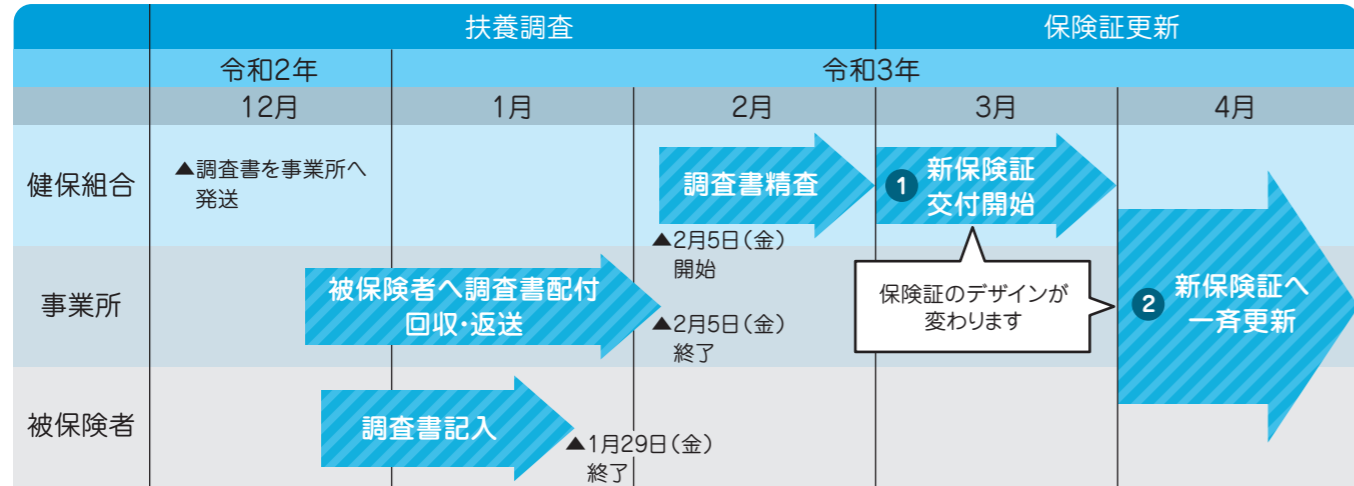 扶養調査
保険証更新
令和2年
令和3年
12月
1月
2月
3月
4月
健保組合
▲調査書を事業所へ
発送
調査書精査
▲2月5日(金)
開始
1 新保険証
交付開始
事業所
被保険者へ調査書配付
回収・返送
▲2月5日(金)
終了
保険証のデザインが
変わります
2 新保険証へ
一斉更新
被保険者
調査書記入
▲1月29日(金)
終了